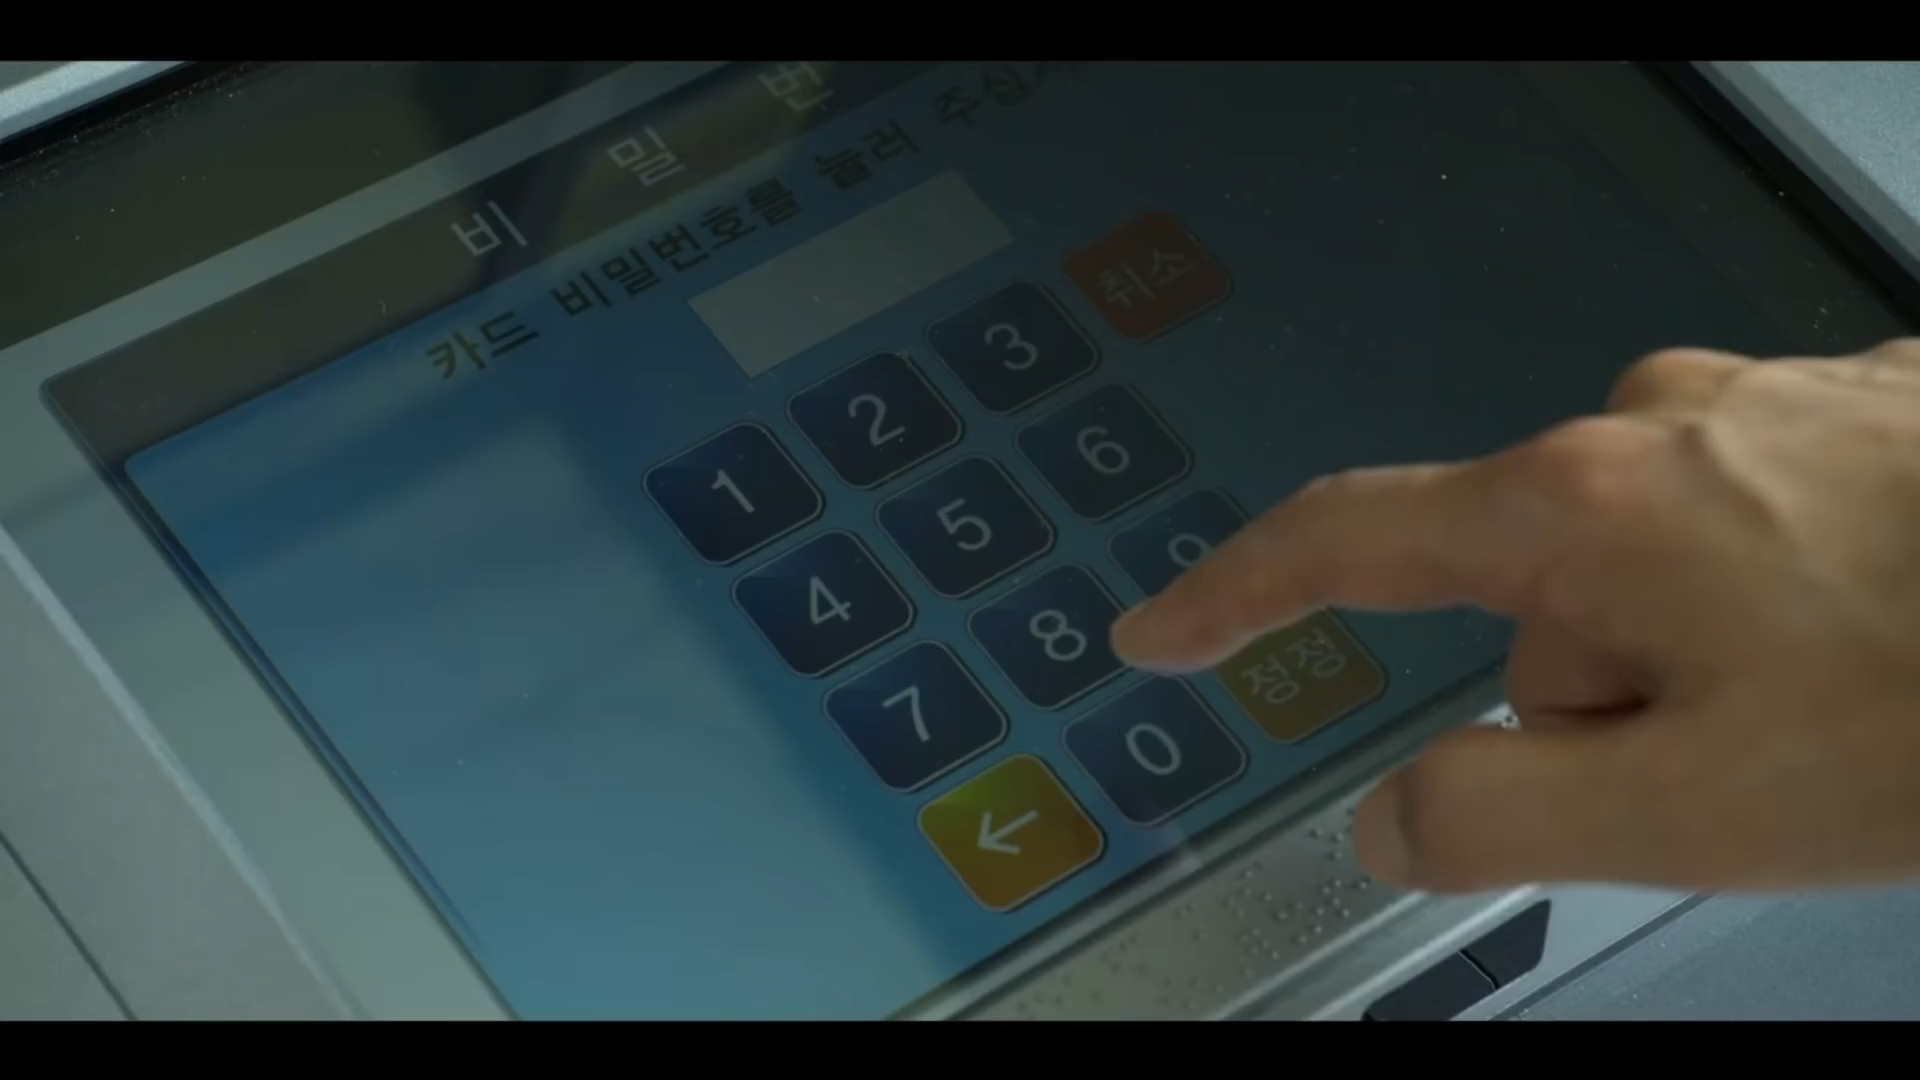 비 밀 번
카드 비밀번호를 눌러 주십시
1 2 3 취소
4 5 6
7 8 9 정정
← 0